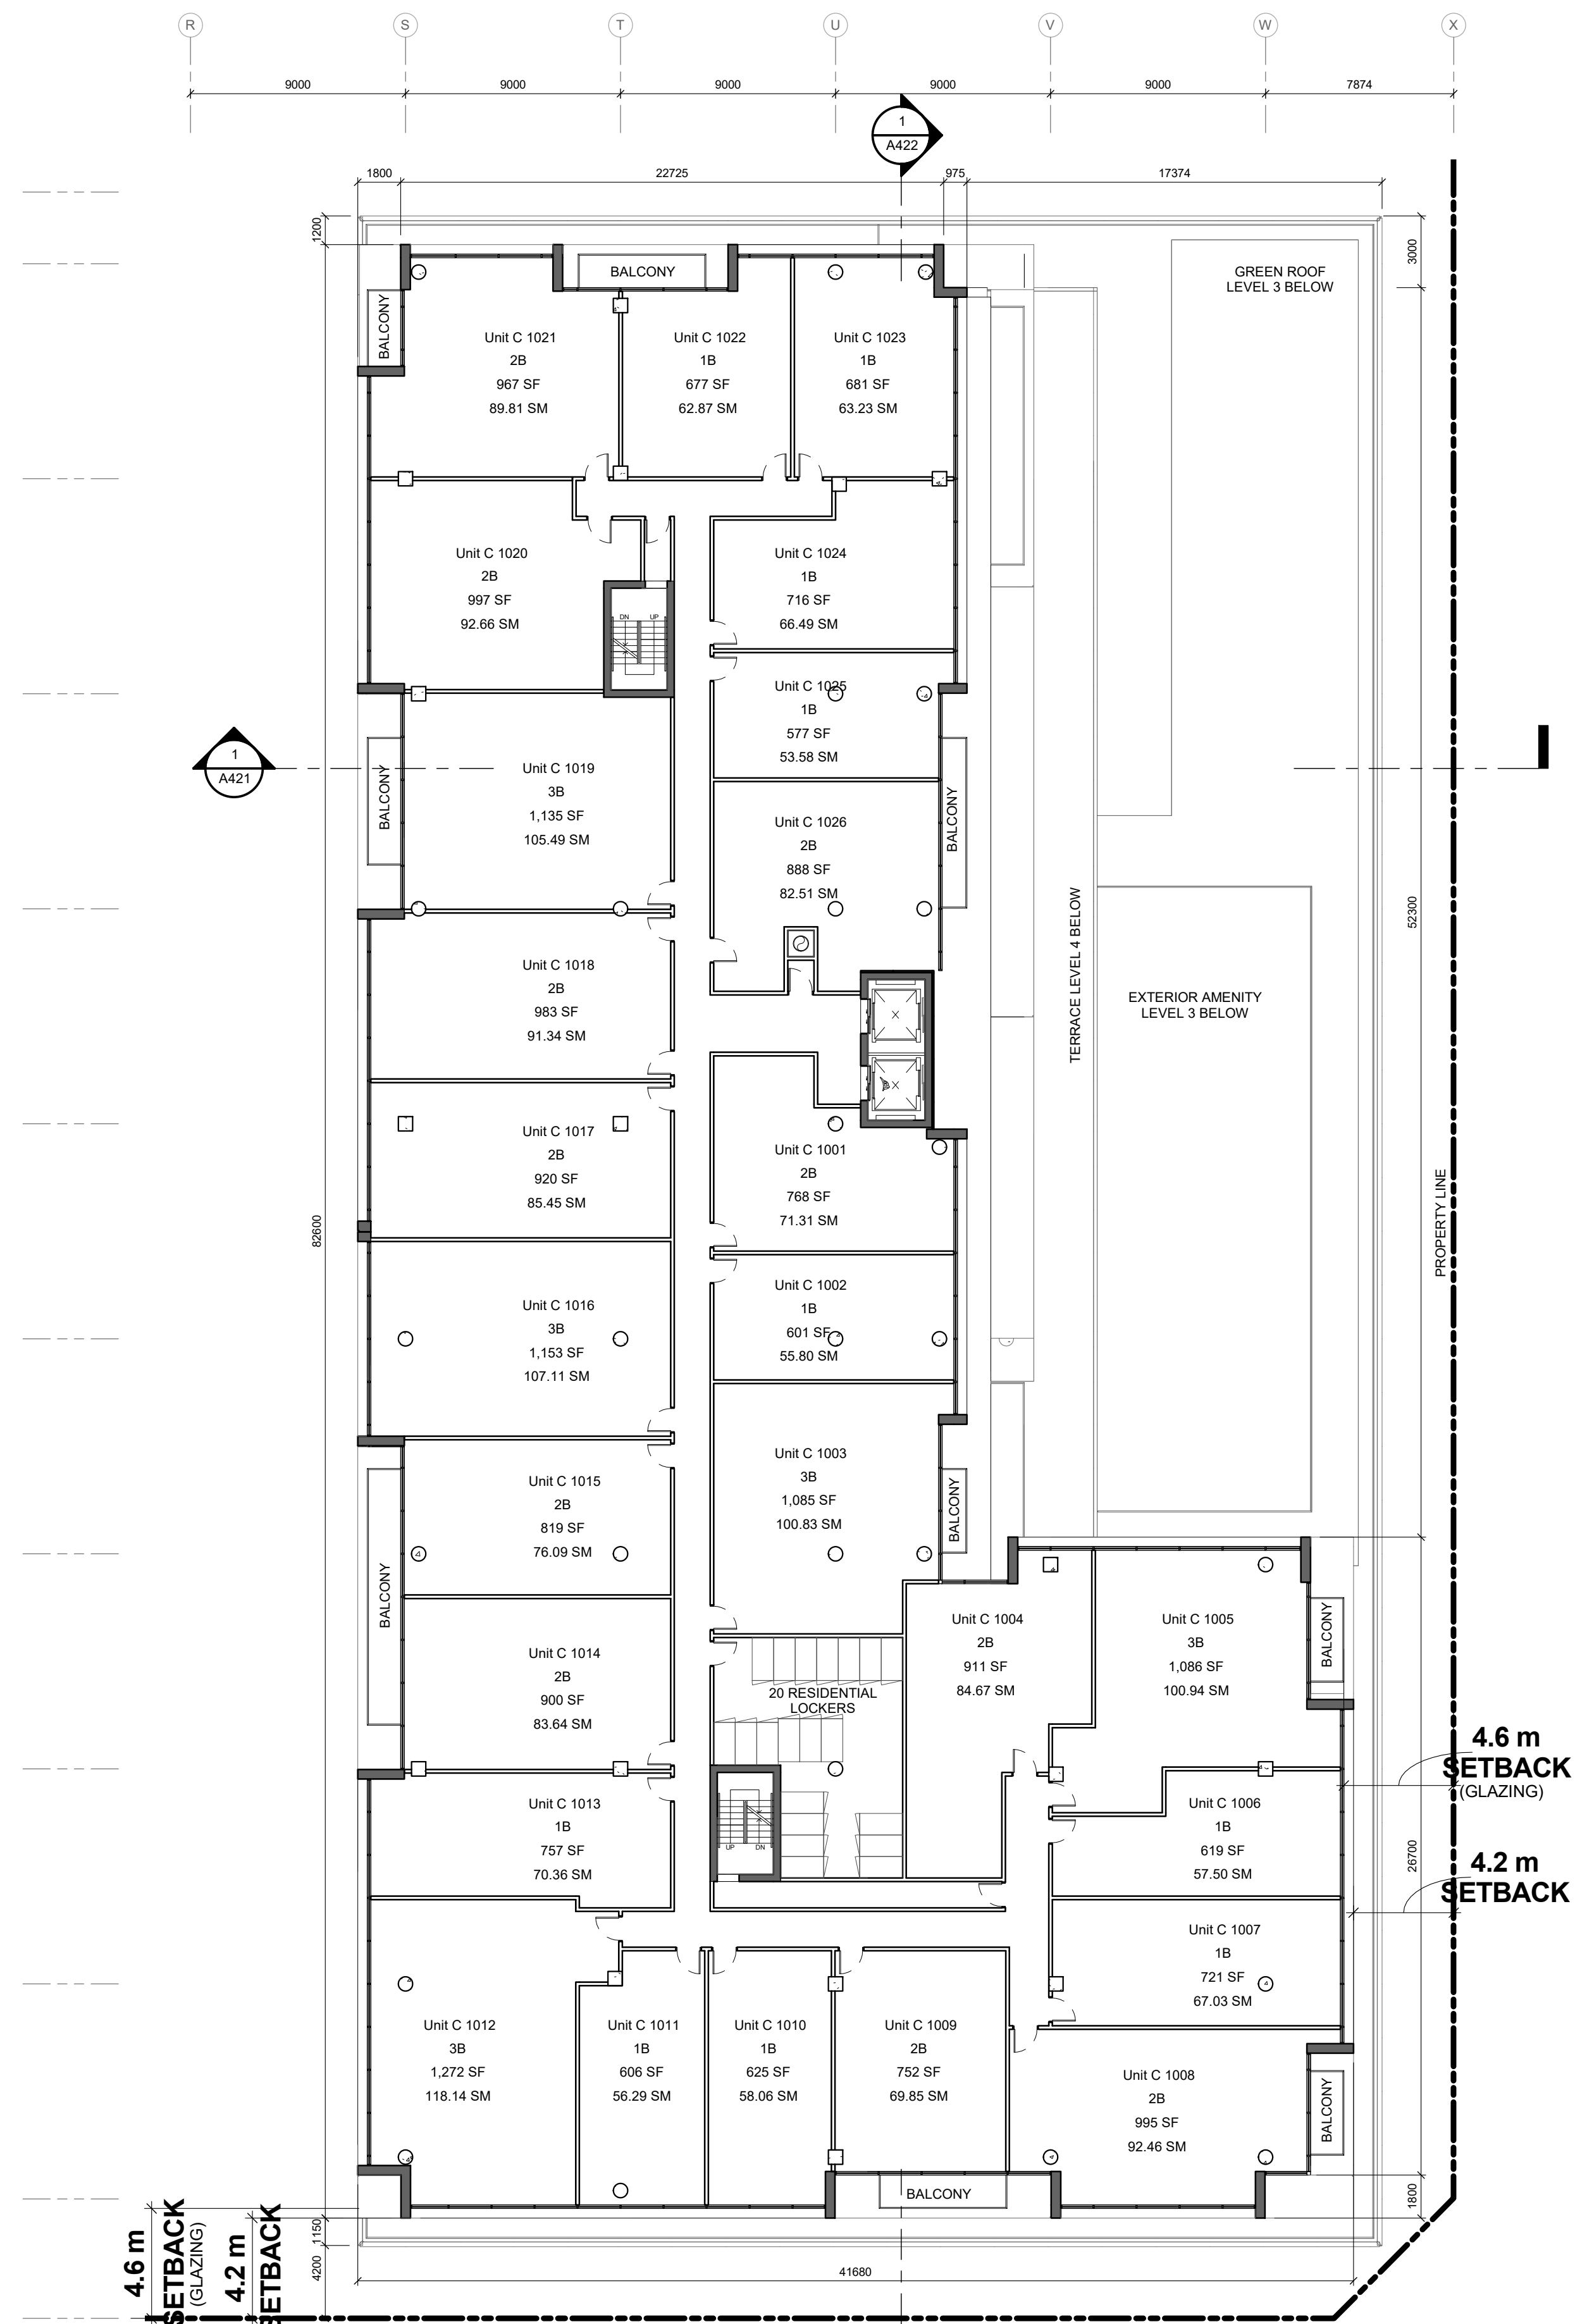 R
S
T
U
V
W
X
9000
9000
9000
9000
9000
7874
1
A422
1800
22725
975
17374
1200
3000
BALCONY
GREEN ROOF
LEVEL 3 BELOW
BALCONY
Unit C 1021
2B
967 SF
89.81 SM
Unit C 1022
1B
677 SF
62.87 SM
Unit C 1023
1B
681 SF
63.23 SM
Unit C 1020
2B
997 SF
92.66 SM
Unit C 1024
1B
716 SF
66.49 SM
DN
UP
Unit C 1025
1B
577 SF
53.58 SM
1
A421
BALCONY
Unit C 1019
3B
1,135 SF
105.49 SM
Unit C 1026
2B
888 SF
82.51 SM
BALCONY
TERRACE LEVEL 4 BELOW
52300
Unit C 1018
2B
983 SF
91.34 SM
EXTERIOR AMENITY
LEVEL 3 BELOW
Unit C 1017
2B
920 SF
85.45 SM
Unit C 1001
2B
768 SF
71.31 SM
82600
PROPERTY LINE
Unit C 1016
3B
1,153 SF
107.11 SM
Unit C 1002
1B
601 SF
55.80 SM
Unit C 1015
2B
819 SF
76.09 SM
Unit C 1003
3B
1,085 SF
100.83 SM
BALCONY
BALCONY
Unit C 1014
2B
900 SF
83.64 SM
20 RESIDENTIAL
LOCKERS
Unit C 1004
2B
911 SF
84.67 SM
Unit C 1005
3B
1,086 SF
100.94 SM
BALCONY
4.6 m
SETBACK
(GLAZING)
Unit C 1013
1B
757 SF
70.36 SM
UP
DN
Unit C 1006
1B
619 SF
57.50 SM
26700
4.2 m
SETBACK
Unit C 1007
1B
721 SF
67.03 SM
Unit C 1012
3B
1,272 SF
118.14 SM
Unit C 1011
1B
606 SF
56.29 SM
Unit C 1010
1B
625 SF
58.06 SM
Unit C 1009
2B
752 SF
69.85 SM
Unit C 1008
2B
995 SF
92.46 SM
BALCONY
BALCONY
1800
4.6 m
SETBACK
(GLAZING)
4.2 m
SETBACK
1150
4200
41680